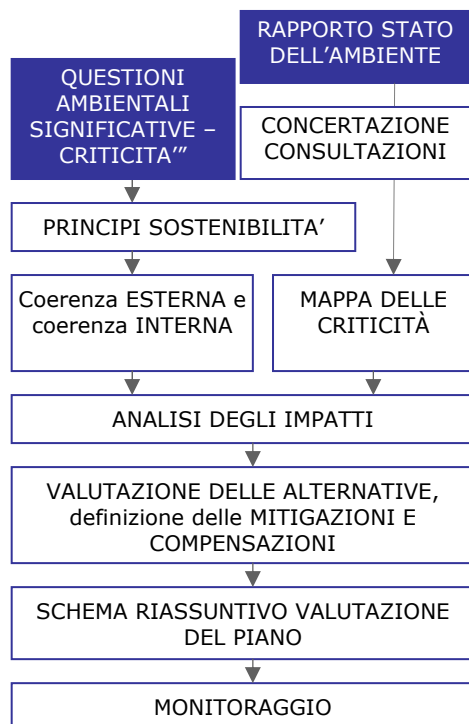 RAPPORTO STATO
DELL’AMBIENTE
QUESTIONI
AMBIENTALI
SIGNIFICATIVE –
CRITICITA’”
CONCERTAZIONE
CONSULTAZIONI
PRINCIPI SOSTENIBILITA’
Coerenza ESTERNA e
coerenza INTERNA
MAPPA DELLE
CRITICITÀ
ANALISI DEGLI IMPATTI
VALUTAZIONE DELLE ALTERNATIVE,
definizione delle MITIGAZIONI E
COMPENSAZIONI
SCHEMA RIASSUNTIVO VALUTAZIONE
DEL PIANO
MONITORAGGIO